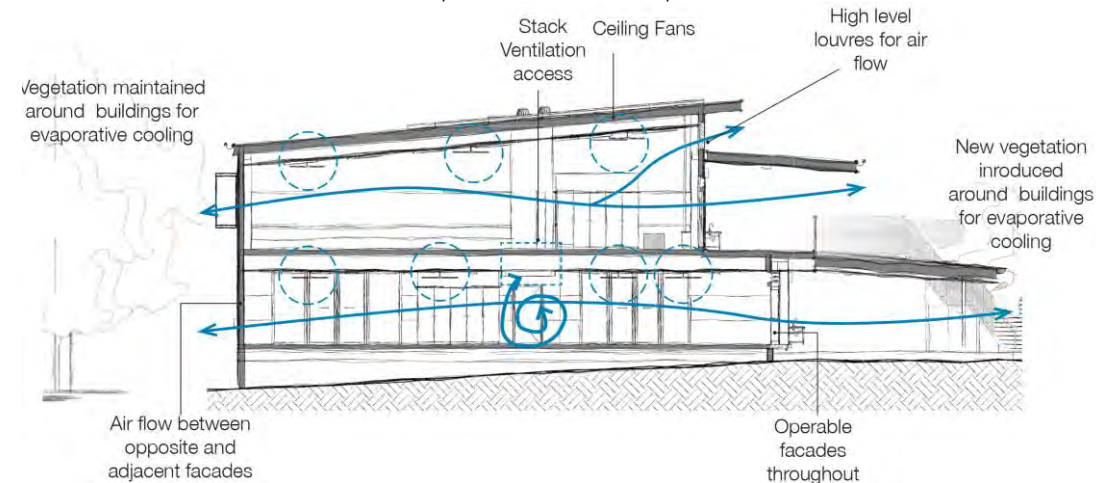 Stack
Ventilation
access
Ceiling Fans
High level
louvres for air
flow
Vegetation maintained
around buildings for
evaporative cooling
New vegetation
inroduced
around buildings
for evaporative
cooling
Air flow between
opposite and
adjacent facades
Operable
facades
throughout